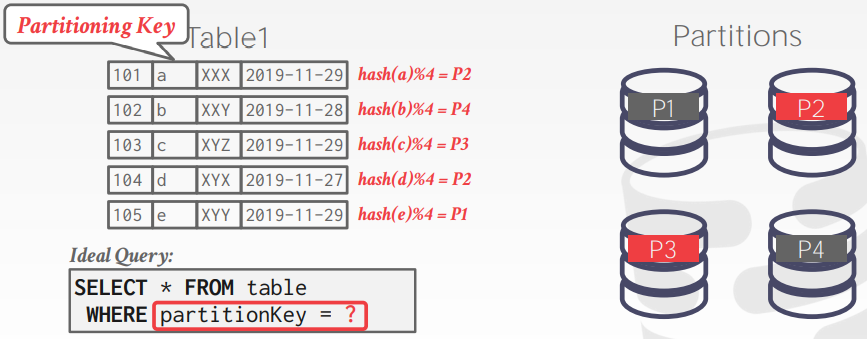 Partitioning Key
Table1
101 a XXX 2019-11-29 hash(a)%4 = P2
102 b XXY 2019-11-28 hash(b)%4 = P4
103 c XYZ 2019-11-29 hash(c)%4 = P3
104 d XYX 2019-11-27 hash(d)%4 = P2
105 e XYY 2019-11-29 hash(e)%4 = P1
Ideal Query:
SELECT * FROM table
WHERE partitionKey = ?
Partitions
P1 P2
P3 P4